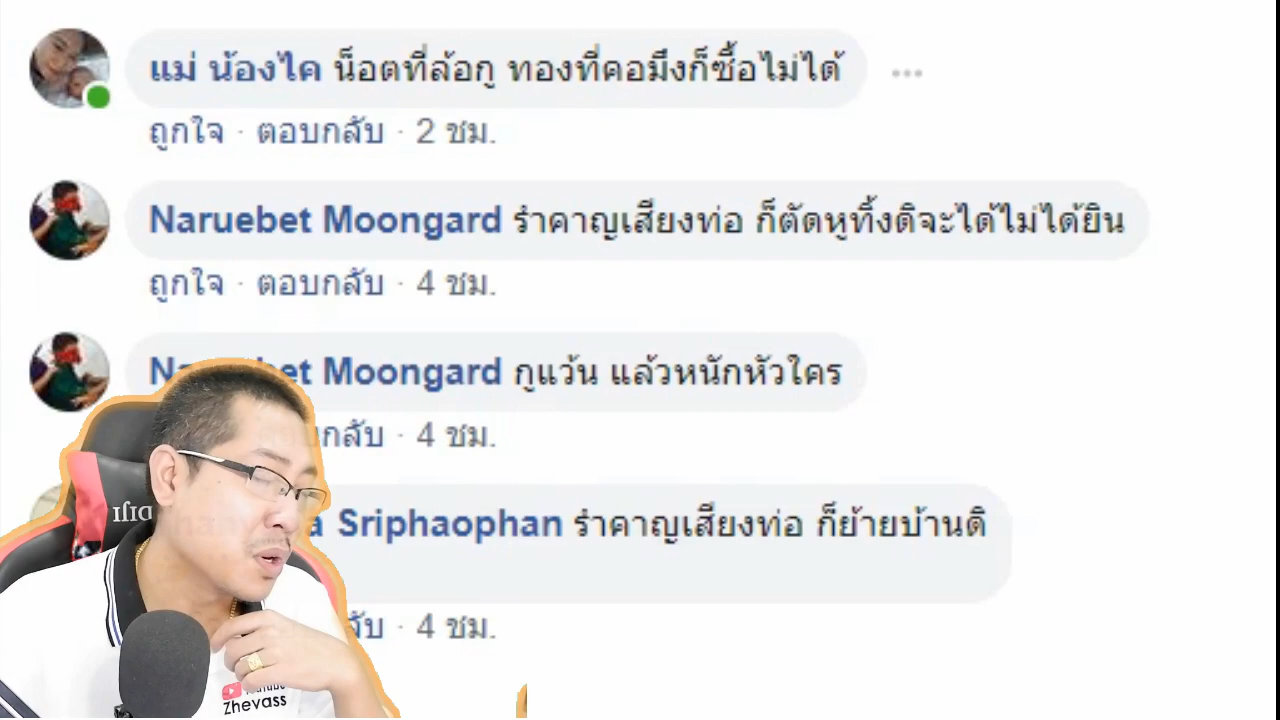 แม่ น้องไค น็อตที่ล้อกู ทองที่คอมึงก็ซื้อไม่ได้
ถูกใจ · ตอบกลับ · 2 ชม.
Naruebet Moongard รำคาญเสียงท่อ ก็ตัดหูทิ้งดิจะได้ไม่ได้ยิน
ถูกใจ · ตอบกลับ · 4 ชม.
Moongard กูแว้น แล้วหนักหัวใคร
· 4 ชม.
Sriphaophan รำคาญเสียงท่อ ก็ย้ายบ้านดิ
· 4 ชม.
YouTube
Zhevass